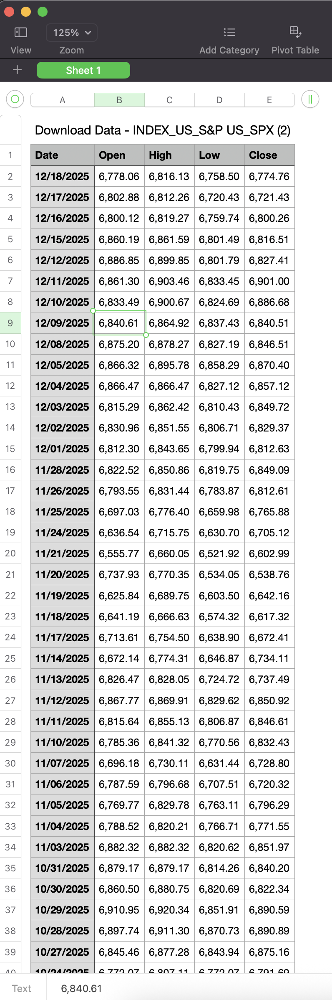 125%
View Zoom Add Category Pivot Table
+ Sheet 1
A B C D E
Download Data - INDEX_US_S&P US_SPX (2)
1 Date Open High Low Close
2 12/18/2025 6,778.06 6,816.13 6,758.50 6,774.76
3 12/17/2025 6,802.88 6,812.26 6,720.43 6,721.43
4 12/16/2025 6,800.12 6,819.27 6,759.74 6,800.26
5 12/15/2025 6,860.19 6,861.59 6,801.49 6,816.51
6 12/12/2025 6,886.85 6,899.85 6,801.79 6,827.41
7 12/11/2025 6,861.30 6,903.46 6,833.45 6,901.00
8 12/10/2025 6,833.49 6,900.67 6,824.69 6,886.68
9 12/09/2025 6,840.61 6,864.92 6,837.43 6,840.51
10 12/08/2025 6,875.20 6,878.27 6,827.19 6,846.51
11 12/05/2025 6,866.32 6,895.78 6,858.29 6,870.40
12 12/04/2025 6,866.47 6,866.47 6,827.12 6,857.12
13 12/03/2025 6,815.29 6,862.42 6,810.43 6,849.72
14 12/02/2025 6,830.96 6,851.55 6,806.71 6,829.37
15 12/01/2025 6,812.30 6,843.65 6,799.94 6,812.63
16 11/28/2025 6,822.52 6,850.86 6,819.75 6,849.09
17 11/26/2025 6,793.55 6,831.44 6,783.87 6,812.61
18 11/25/2025 6,697.03 6,776.40 6,659.98 6,765.88
19 11/24/2025 6,636.54 6,715.75 6,630.70 6,705.12
20 11/21/2025 6,555.77 6,660.05 6,521.92 6,602.99
21 11/20/2025 6,737.93 6,770.35 6,534.05 6,538.76
22 11/19/2025 6,625.84 6,689.75 6,603.50 6,642.16
23 11/18/2025 6,641.19 6,666.63 6,574.32 6,617.32
24 11/17/2025 6,713.61 6,754.50 6,638.90 6,672.41
25 11/14/2025 6,672.14 6,774.31 6,646.87 6,734.11
26 11/13/2025 6,826.47 6,828.05 6,724.72 6,737.49
27 11/12/2025 6,867.77 6,869.91 6,829.62 6,850.92
28 11/11/2025 6,815.64 6,855.13 6,806.87 6,846.61
29 11/10/2025 6,785.36 6,841.32 6,770.56 6,832.43
30 11/07/2025 6,696.18 6,730.11 6,631.44 6,728.80
31 11/06/2025 6,787.59 6,796.68 6,707.51 6,720.32
32 11/05/2025 6,769.77 6,829.78 6,763.11 6,796.29
33 11/04/2025 6,788.52 6,820.21 6,766.71 6,771.55
34 11/03/2025 6,882.32 6,882.32 6,820.62 6,851.97
35 10/31/2025 6,879.17 6,879.17 6,814.26 6,840.20
36 10/30/2025 6,860.50 6,880.75 6,820.69 6,822.34
37 10/29/2025 6,910.95 6,920.34 6,851.91 6,890.59
38 10/28/2025 6,897.74 6,911.30 6,870.73 6,890.89
39 10/27/2025 6,845.46 6,877.28 6,843.94 6,875.16
40 10/24/2025 6,772.07 6,807.11 6,772.07 6,791.69
Text 6,840.61